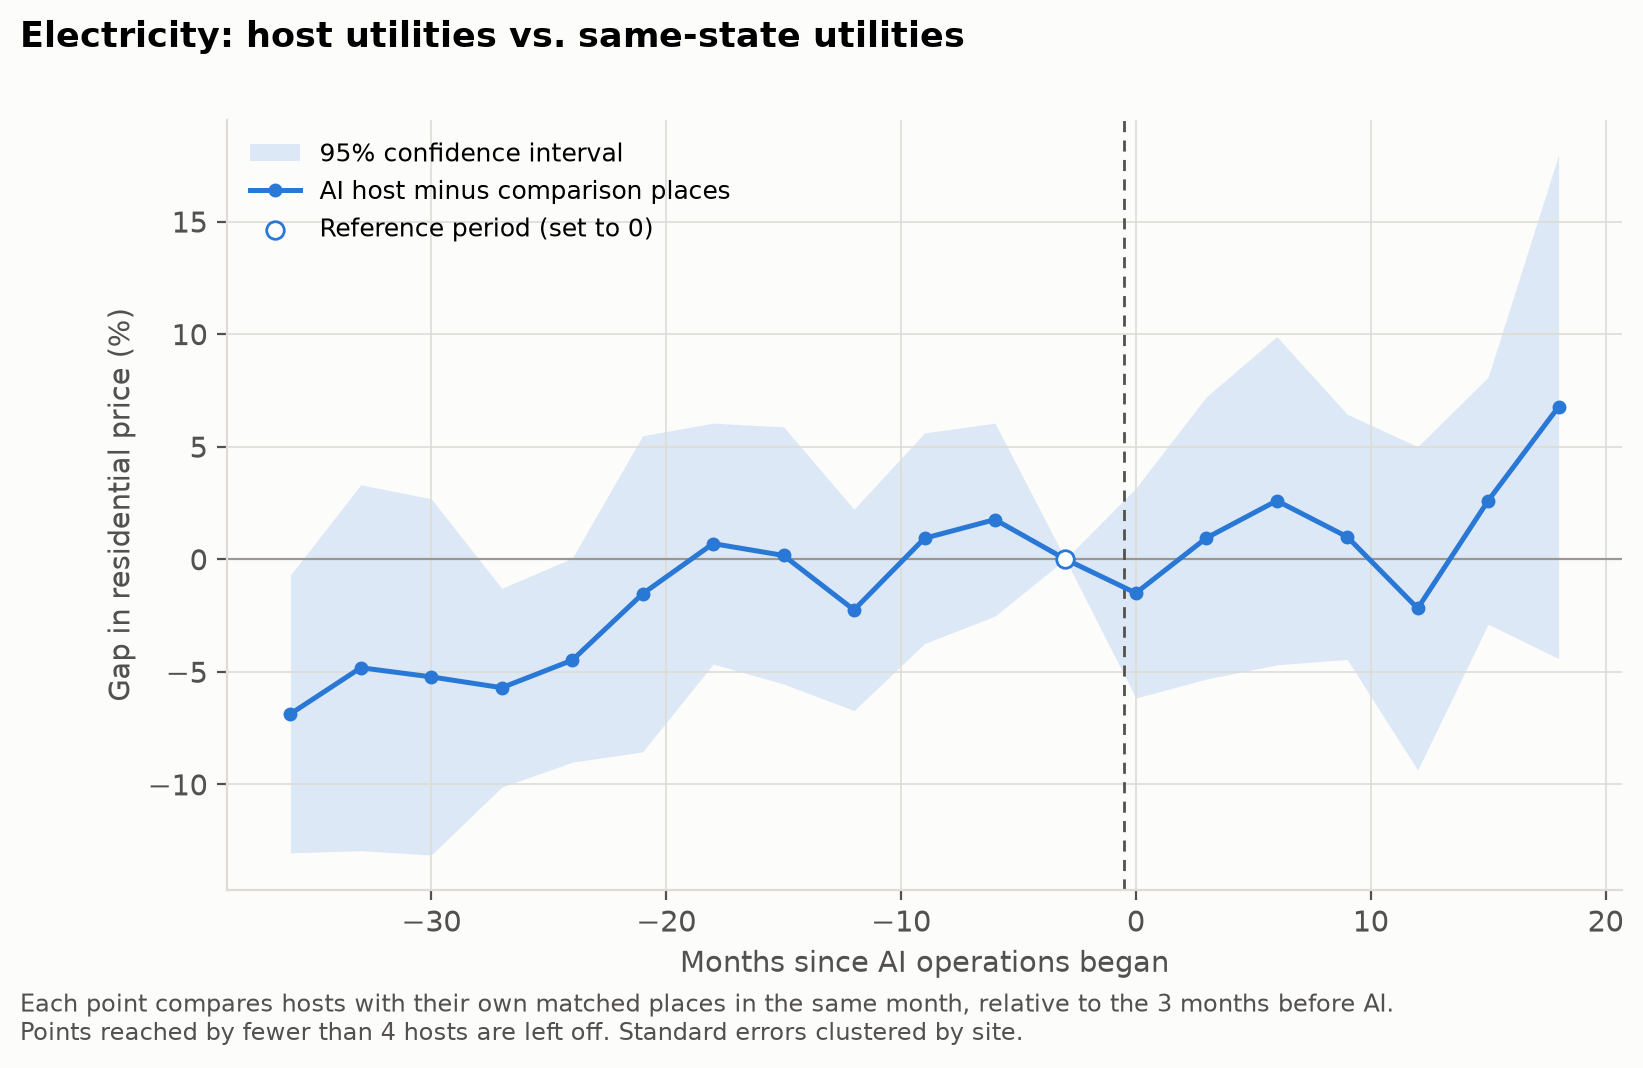 Electricity: host utilities vs. same-state utilities
95% confidence interval
AI host minus comparison places
Reference period (set to 0)
Gap in residential price (%)
15
10
5
0
−5
−10
−30
−20
−10
0
10
20
Months since AI operations began
Each point compares hosts with their own matched places in the same month, relative to the 3 months before AI.
Points reached by fewer than 4 hosts are left off. Standard errors clustered by site.